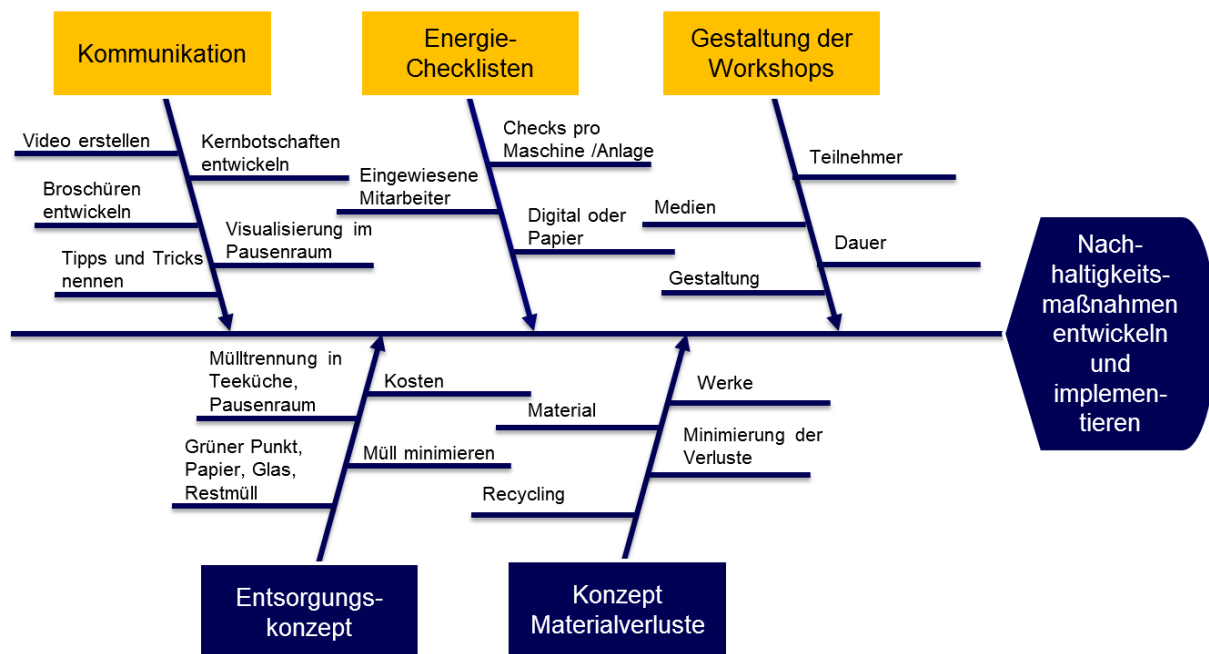 Kommunikation
Energie-
Checklisten
Gestaltung der
Workshops
Video erstellen
Kernbotschaften
entwickeln
Broschüren
entwickeln
Visualisierung im
Pausenraum
Tipps und Tricks
nennen
Checks pro
Maschine /Anlage
Eingewiesene
Mitarbeiter
Digital oder
Papier
Teilnehmer
Medien
Dauer
Gestaltung
Nach-
haltigkeits-
maßnahmen
entwickeln
und
implemen-
tieren
Mülltrennung in
Teeküche,
Pausenraum
Kosten
Grüner Punkt,
Papier, Glas,
Restmüll
Müll minimieren
Werke
Material
Minimierung der
Verluste
Recycling
Entsorgungs-
konzept
Konzept
Materialverluste